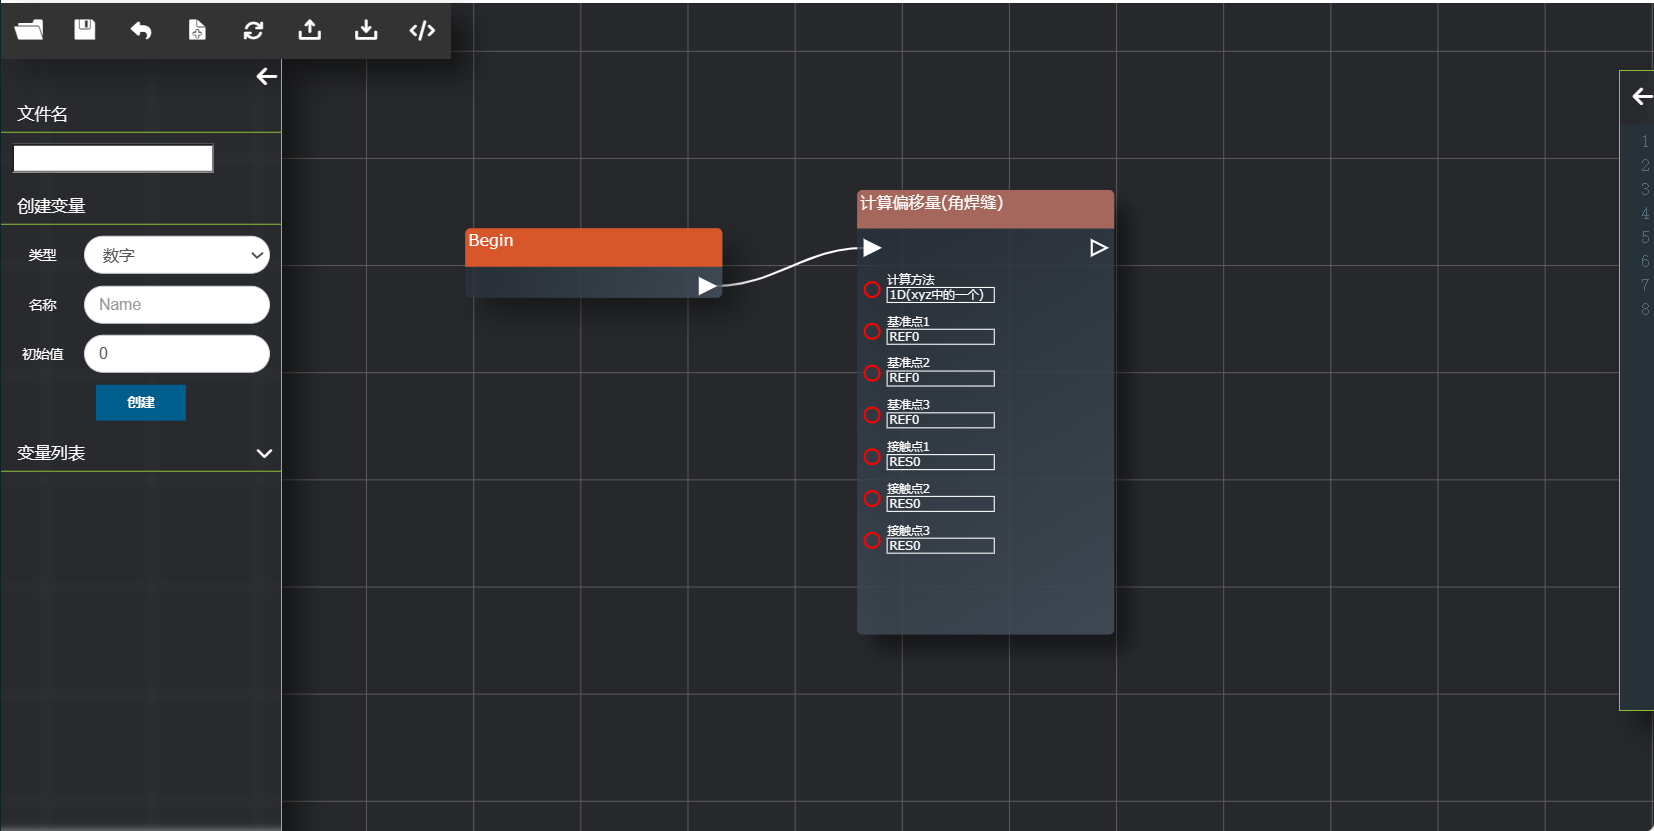 文件名
创建变量
类型
数字
名称
Name
初始值
0
创建
变量列表
Begin
计算偏移量(角焊缝)
计算方法
1D(xyz中的一个)
基准点1
REF0
基准点2
REF0
基准点3
REF0
接触点1
RES0
接触点2
RES0
接触点3
RES0
1
2
3
4
5
6
7
8